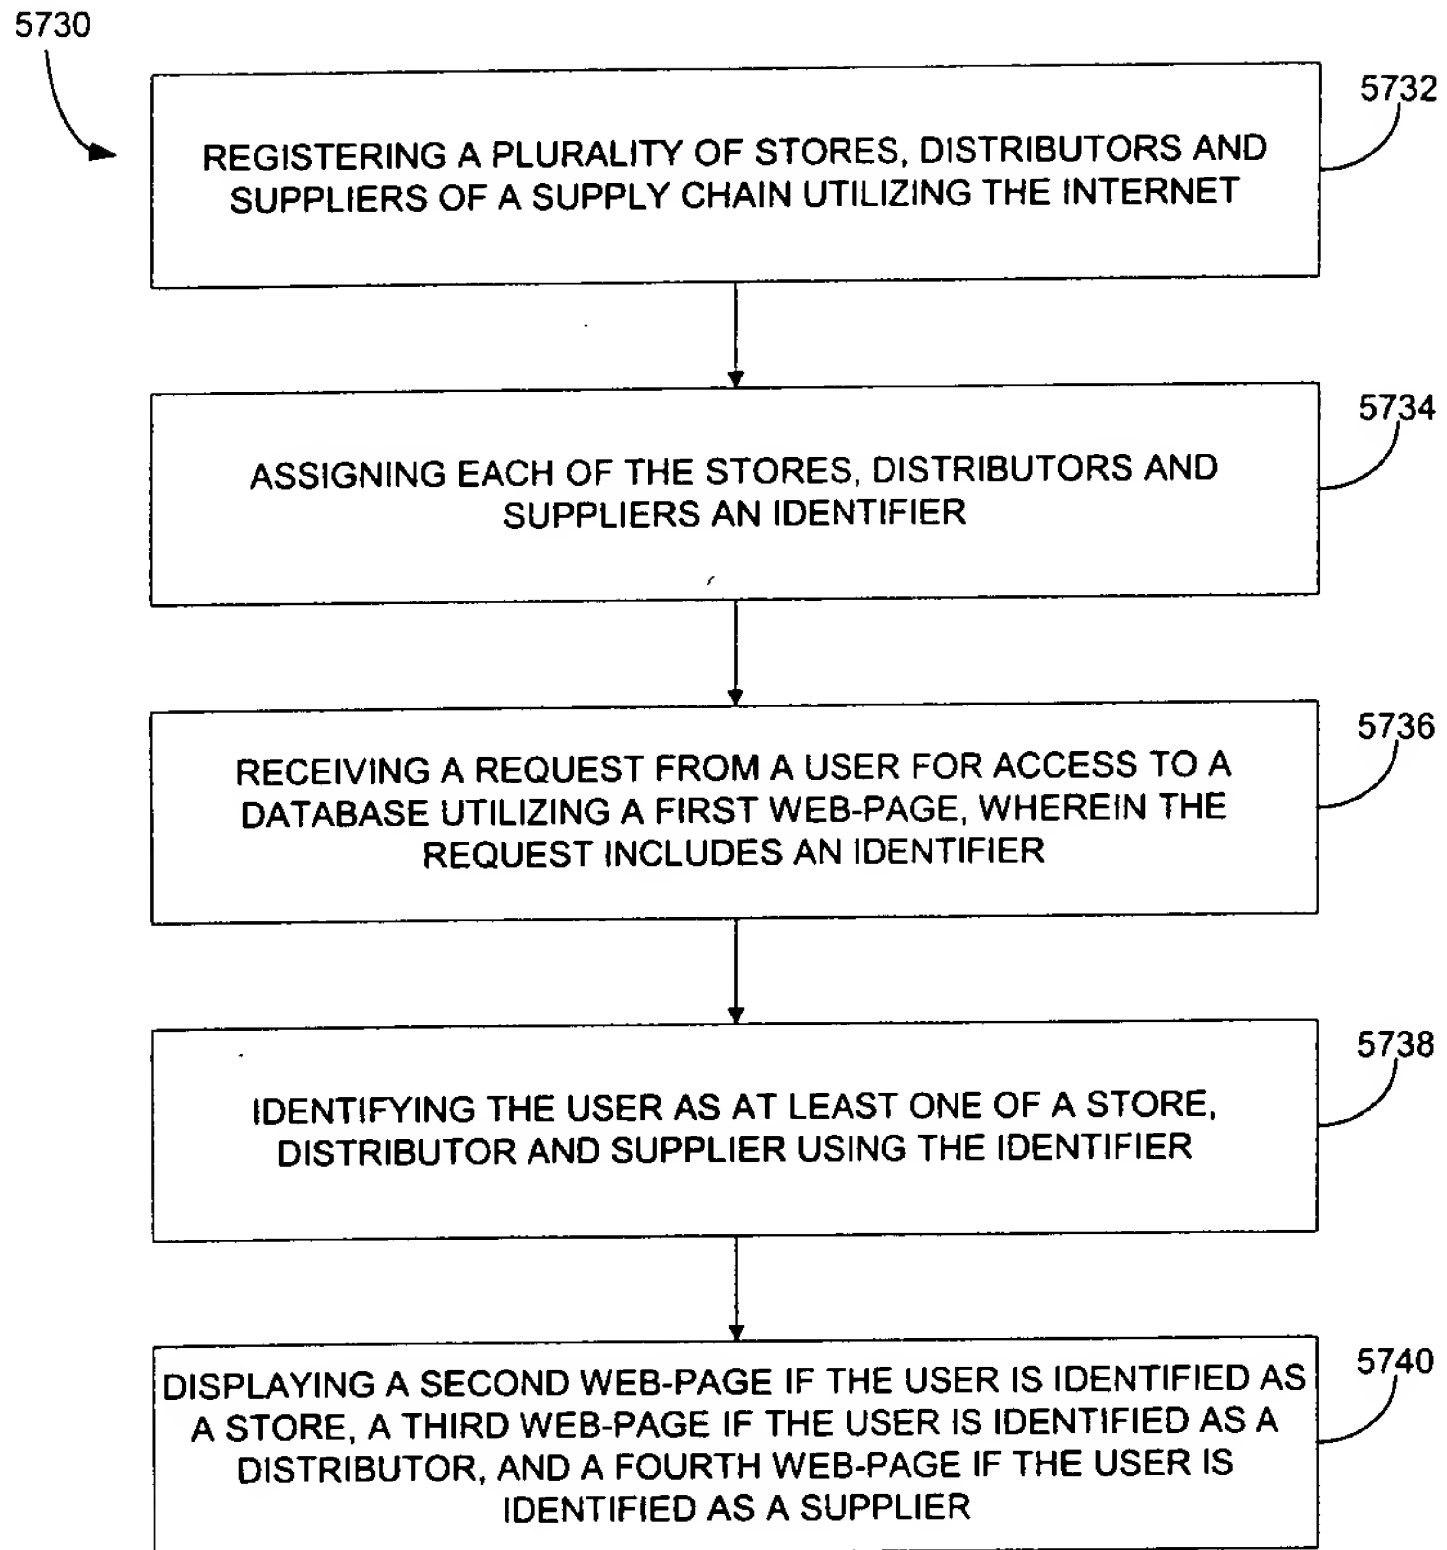 5730
5732
REGISTERING A PLURALITY OF STORES, DISTRIBUTORS AND
SUPPLIERS OF A SUPPLY CHAIN UTILIZING THE INTERNET
5734
ASSIGNING EACH OF THE STORES, DISTRIBUTORS AND
SUPPLIERS AN IDENTIFIER
5736
RECEIVING A REQUEST FROM A USER FOR ACCESS TO A
DATABASE UTILIZING A FIRST WEB-PAGE, WHEREIN THE
REQUEST INCLUDES AN IDENTIFIER
5738
IDENTIFYING THE USER AS AT LEAST ONE OF A STORE,
DISTRIBUTOR AND SUPPLIER USING THE IDENTIFIER
5740
DISPLAYING A SECOND WEB-PAGE IF THE USER IS IDENTIFIED AS
A STORE, A THIRD WEB-PAGE IF THE USER IS IDENTIFIED AS A
DISTRIBUTOR, AND A FOURTH WEB-PAGE IF THE USER IS
IDENTIFIED AS A SUPPLIER